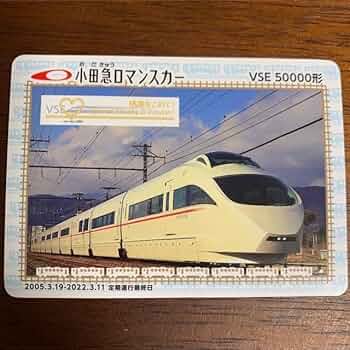 おだきゅう
小田急ロマンスカー
VSE 50000形
VSE
感謝をこめて!
2005.3.19-2022.3.11 定期運行最終日